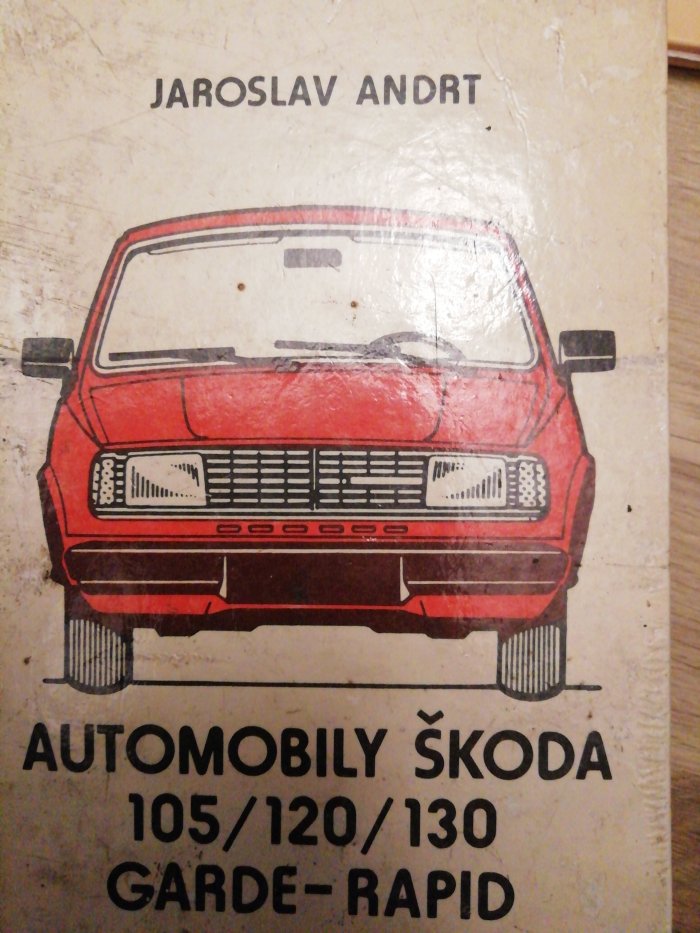 JAROSLAV ANDRT
AUTOMOBILY ŠKODA
105/120/130
GARDE-RAPID